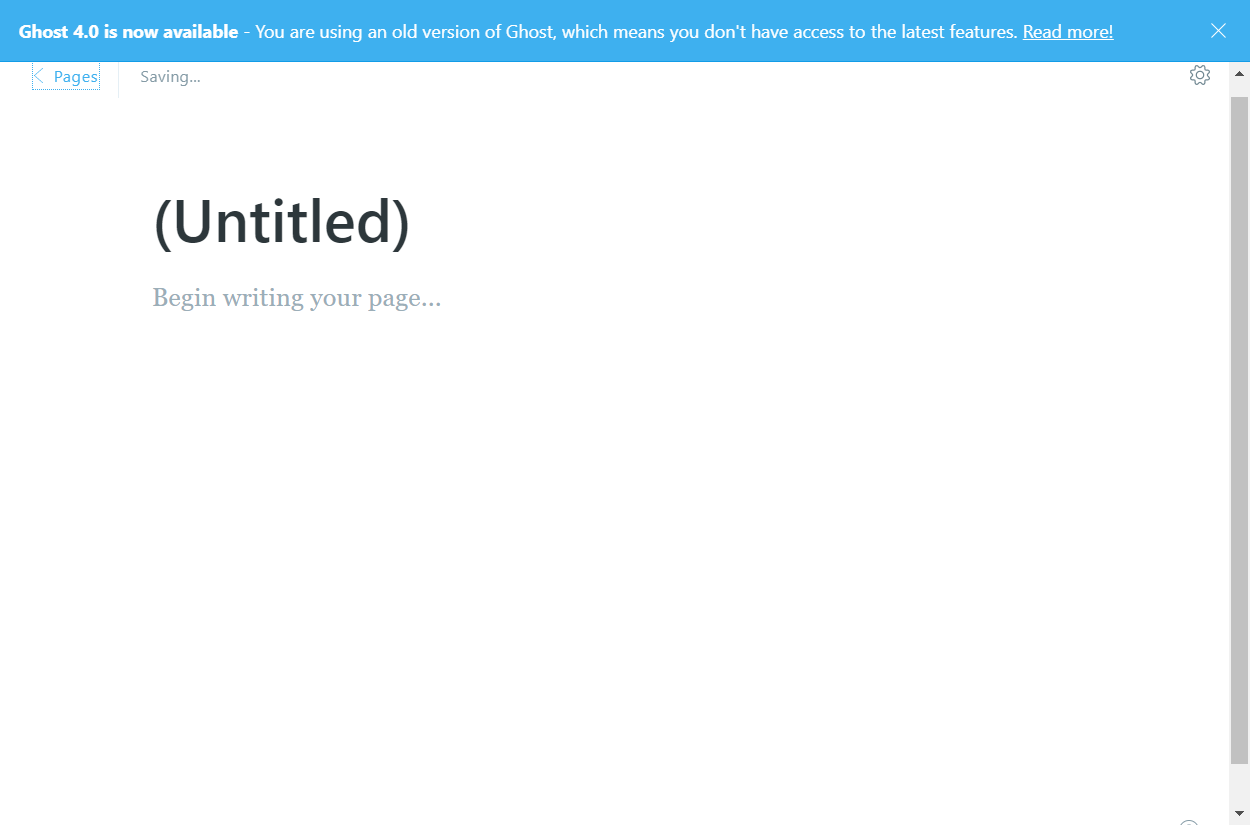 Ghost 4.0 is now available - You are using an old version of Ghost, which means you don't have access to the latest features. Read more!
Pages Saving...
(Untitled)
Begin writing your page...